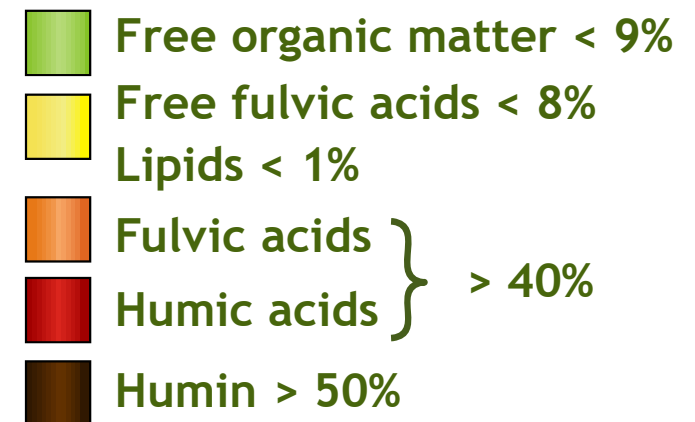 Free organic matter < 9%
Free fulvic acids < 8%
Lipids < 1%
Fulvic acids
> 40%
Humic acids
Humin > 50%